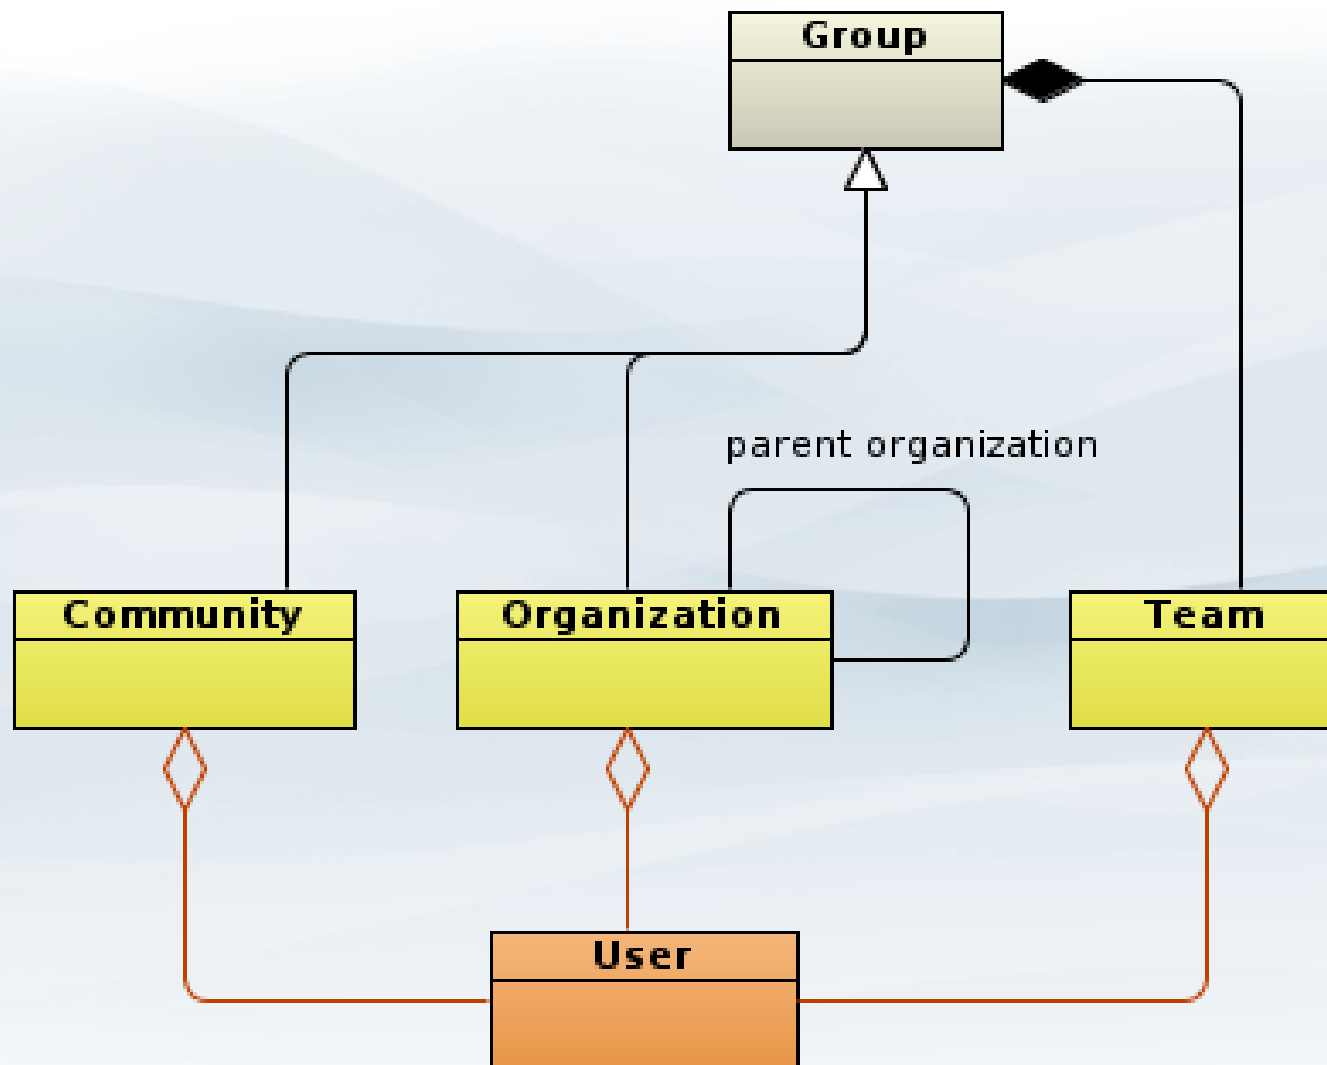 Group
parent organization
Community
Organization
Team
User